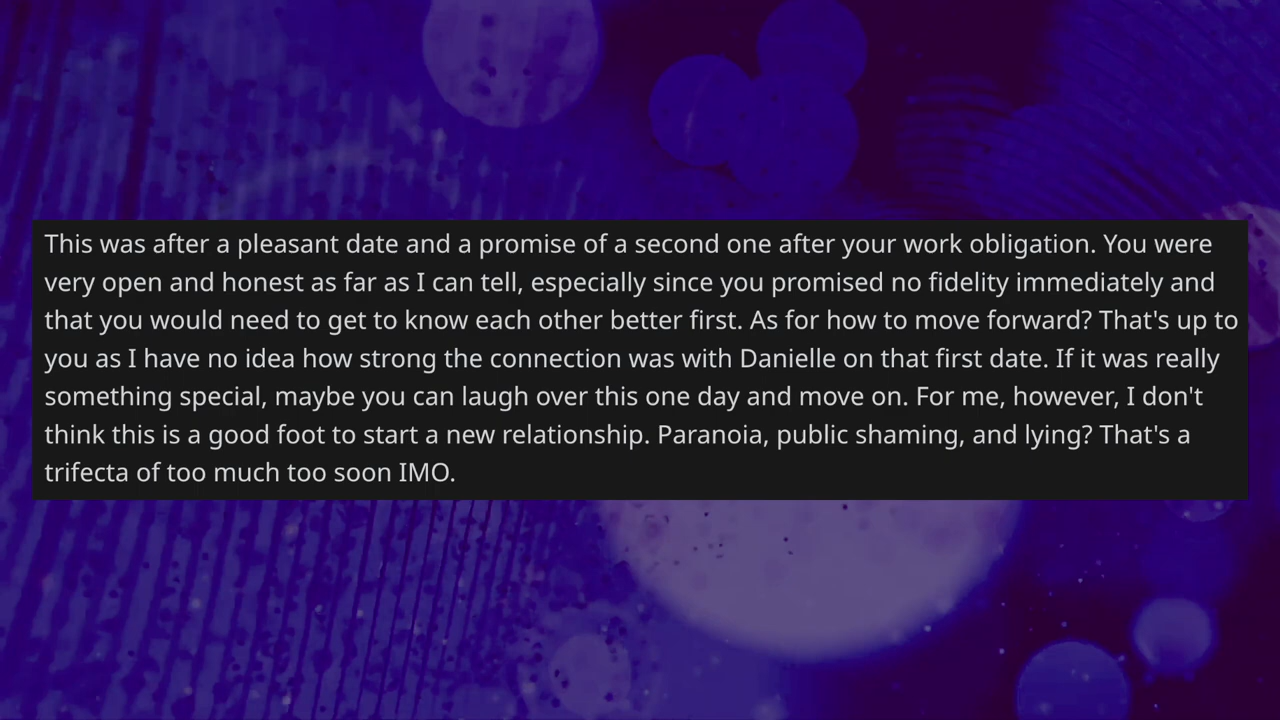 This was after a pleasant date and a promise of a second one after your work obligation. You were
very open and honest as far as I can tell, especially since you promised no fidelity immediately and
that you would need to get to know each other better first. As for how to move forward? That's up to
you as I have no idea how strong the connection was with Danielle on that first date. If it was really
something special, maybe you can laugh over this one day and move on. For me, however, I don't
think this is a good foot to start a new relationship. Paranoia, public shaming, and lying? That's a
trifecta of too much too soon IMO.